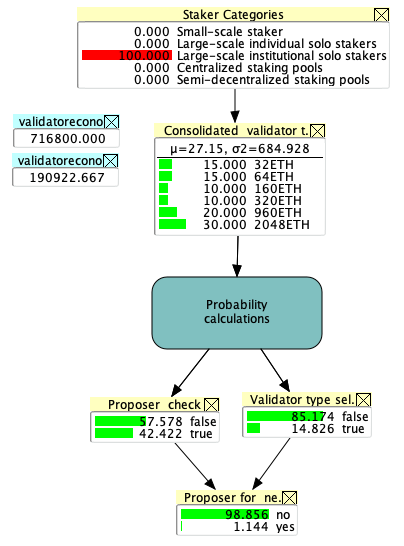 Staker Categories
0.000 Small-scale staker
0.000 Large-scale individual solo stakers
100.000 Large-scale institutional solo stakers
0.000 Centralized staking pools
0.000 Semi-decentralized staking pools
validatorecono
716800.000
validatorecono
190922.667
Consolidated validator t.
μ=27.15, σ2=684.928
15.000 32ETH
15.000 64ETH
10.000 160ETH
10.000 320ETH
20.000 960ETH
30.000 2048ETH
Probability
calculations
Proposer check
57.578 false
42.422 true
Validator type sel.
85.174 false
14.826 true
Proposer for ne.
98.856 no
1.144 yes